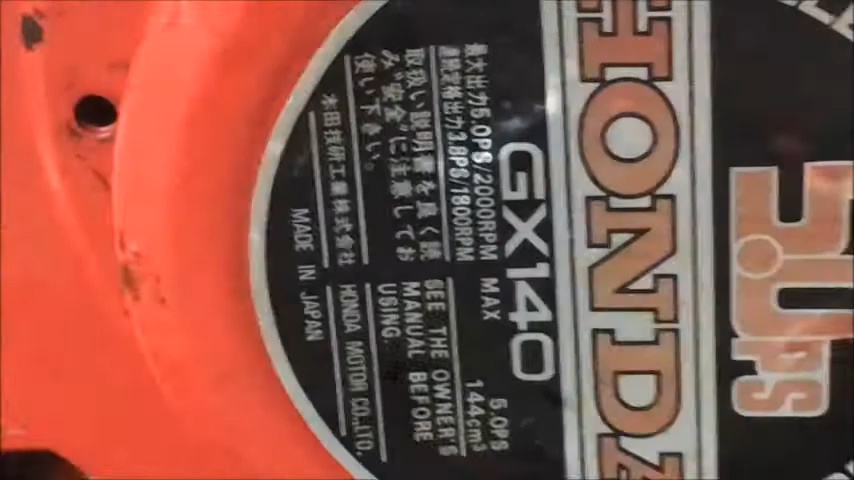 5.0
PS
HONDA
GX140
最大出力5.0PS/2000RPM MAX 5.0PS
連続定格出力3.8PS/1800RPM 144cm3
取扱い説明書を良く読 SEE THE OWNER'S
み"安全"に注意してお MANUAL BEFORE
使い下さい。 USING.
本田技研工業株式会社 HONDA MOTOR CO.,LTD.
MADE IN JAPAN